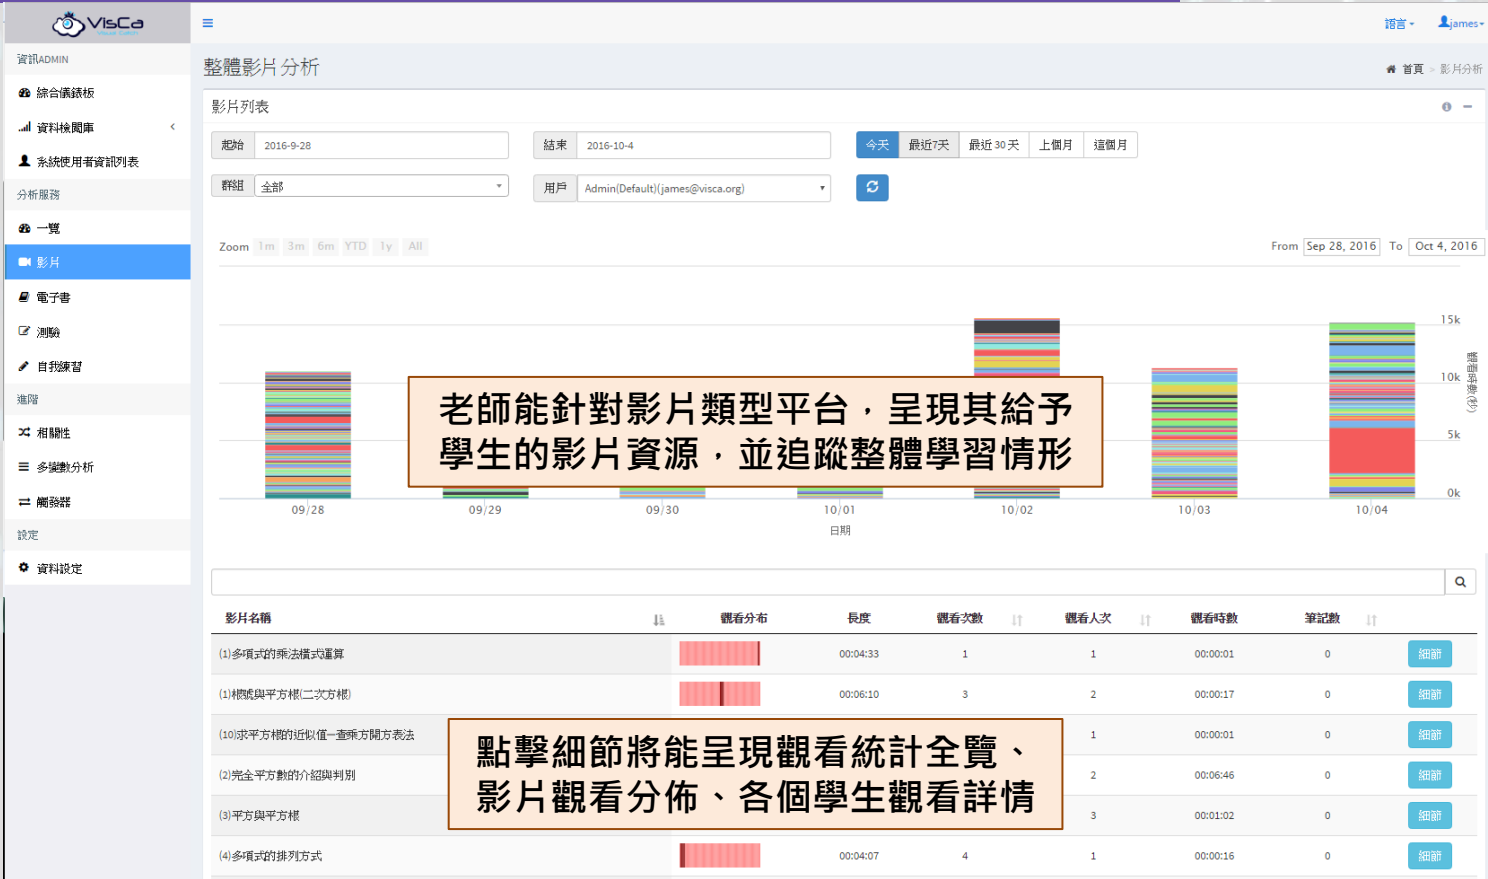 VisCa
Visual Catch
語言
james
資訊ADMIN
綜合儀錶板
資料檢閱庫
系統使用者資訊列表
分析服務
一覽
影片
電子書
測驗
自我練習
進階
相關性
多變數分析
觸發器
設定
資料設定
整體影片分析
首頁 > 影片分析
影片列表
起始 2016-9-28 結束 2016-10-4 今天 最近7天 最近 30 天 上個月 這個月
群組 全部 用戶 Admin(Default)(james@visca.org)
Zoom 1m 3m 6m YTD 1y All From Sep 28, 2016 To Oct 4, 2016
15k
10k
5k
0k
觀看時數(秒)
老師能針對影片類型平台，呈現其給予
學生的影片資源，並追蹤整體學習情形
09/28 09/29 09/30 10/01 10/02 10/03 10/04
日期
影片名稱 觀看分布 長度 觀看次數 觀看人次 觀看時數 筆記數
(1)多項式的乘法橫式運算 00:04:33 1 1 00:00:01 0 細節
(1)根號與平方根(二次方根) 00:06:10 3 2 00:00:17 0 細節
(10)求平方根的近似值─查乘方開方表法 1 00:00:01 0 細節
(2)完全平方數的介紹與判別 2 00:06:46 0 細節
(3)平方與平方根 3 00:01:02 0 細節
(4)多項式的排列方式 00:04:07 4 1 00:00:16 0 細節
點擊細節將能呈現觀看統計全覽、
影片觀看分佈、各個學生觀看詳情